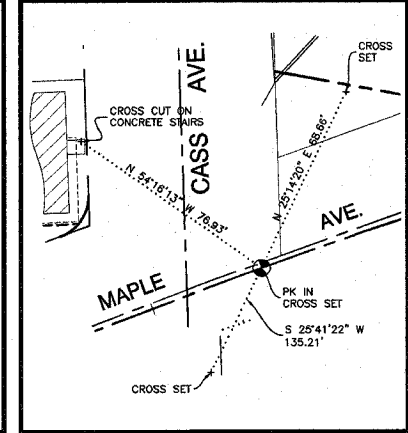 CROSS
SET
CASS AVE.
CROSS CUT ON
CONCRETE STAIRS
N 54°16'13" W 76.93'
N 25°14'20" E 68.66'
MAPLE AVE.
PK IN
CROSS SET
S 25°41'22" W
135.21'
CROSS SET